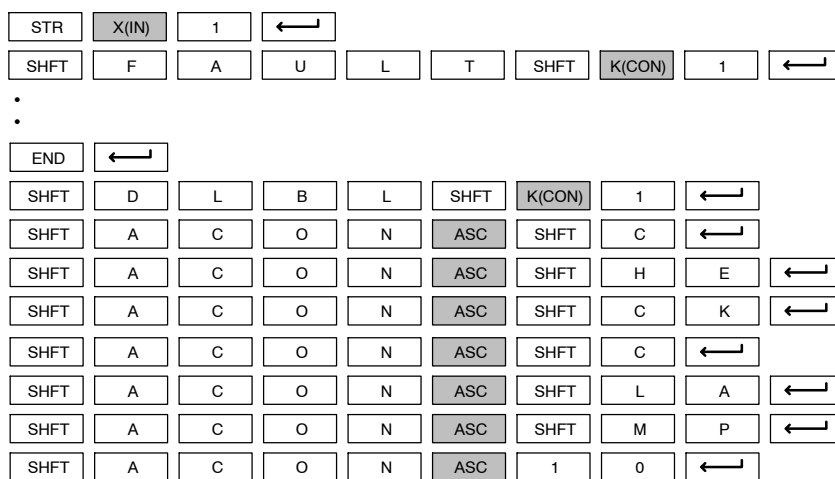 STR X(IN) 1
SHFT F A U L T SHFT K(CON) 1
•
•
END
SHFT D L B L SHFT K(CON) 1
SHFT A C O N ASC SHFT C
SHFT A C O N ASC SHFT H E
SHFT A C O N ASC SHFT C K
SHFT A C O N ASC SHFT C
SHFT A C O N ASC SHFT L A
SHFT A C O N ASC SHFT M P
SHFT A C O N ASC 1 0